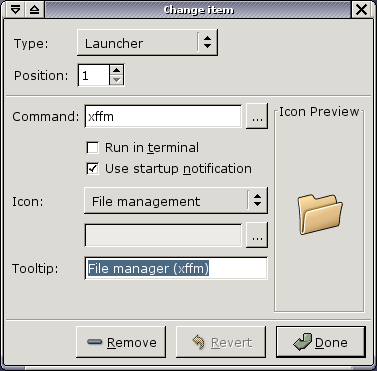 Change item
Type: Launcher
Position: 1
Command: xffm ...
Icon Preview
Run in terminal
Use startup notification
Icon: File management
...
Tooltip: File manager (xffm)
Remove Revert Done